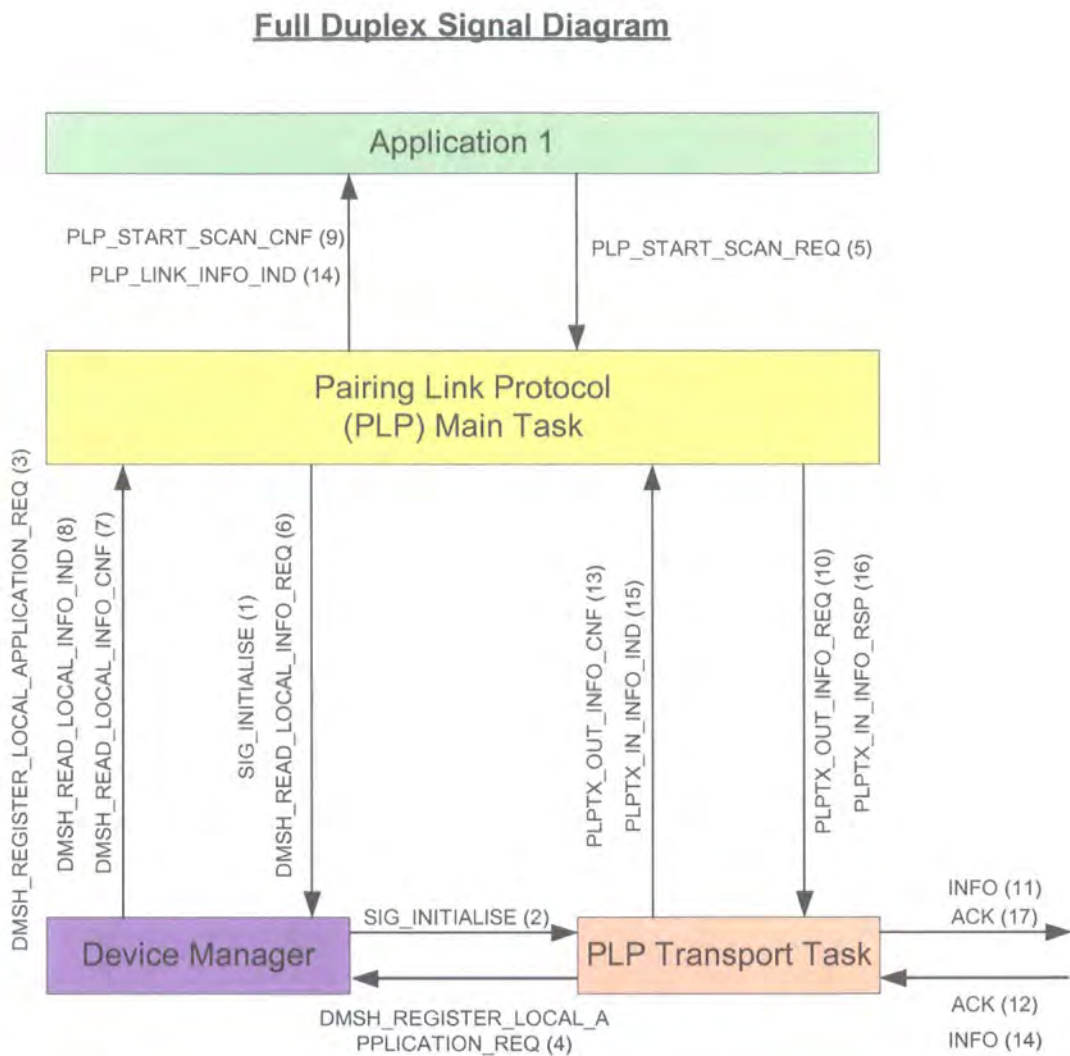 Full Duplex Signal Diagram
Application 1
PLP_START_SCAN_CNF (9)
PLP_LINK_INFO_IND (14)
PLP_START_SCAN_REQ (5)
Pairing Link Protocol
(PLP) Main Task
DMSH_REGISTER_LOCAL_APPLICATION_REQ (3)
DMSH_READ_LOCAL_INFO_IND (8)
DMSH_READ_LOCAL_INFO_CNF (7)
SIG_INITIALISE (1)
DMSH_READ_LOCAL_INFO_REQ (6)
PLPTX_OUT_INFO_CNF (13)
PLPTX_IN_INFO_IND (15)
PLPTX_OUT_INFO_REQ (10)
PLPTX_IN_INFO_RSP (16)
Device Manager
SIG_INITIALISE (2)
PLP Transport Task
INFO (11)
ACK (17)
DMSH_REGISTER_LOCAL_A
PPLICATION_REQ (4)
ACK (12)
INFO (14)